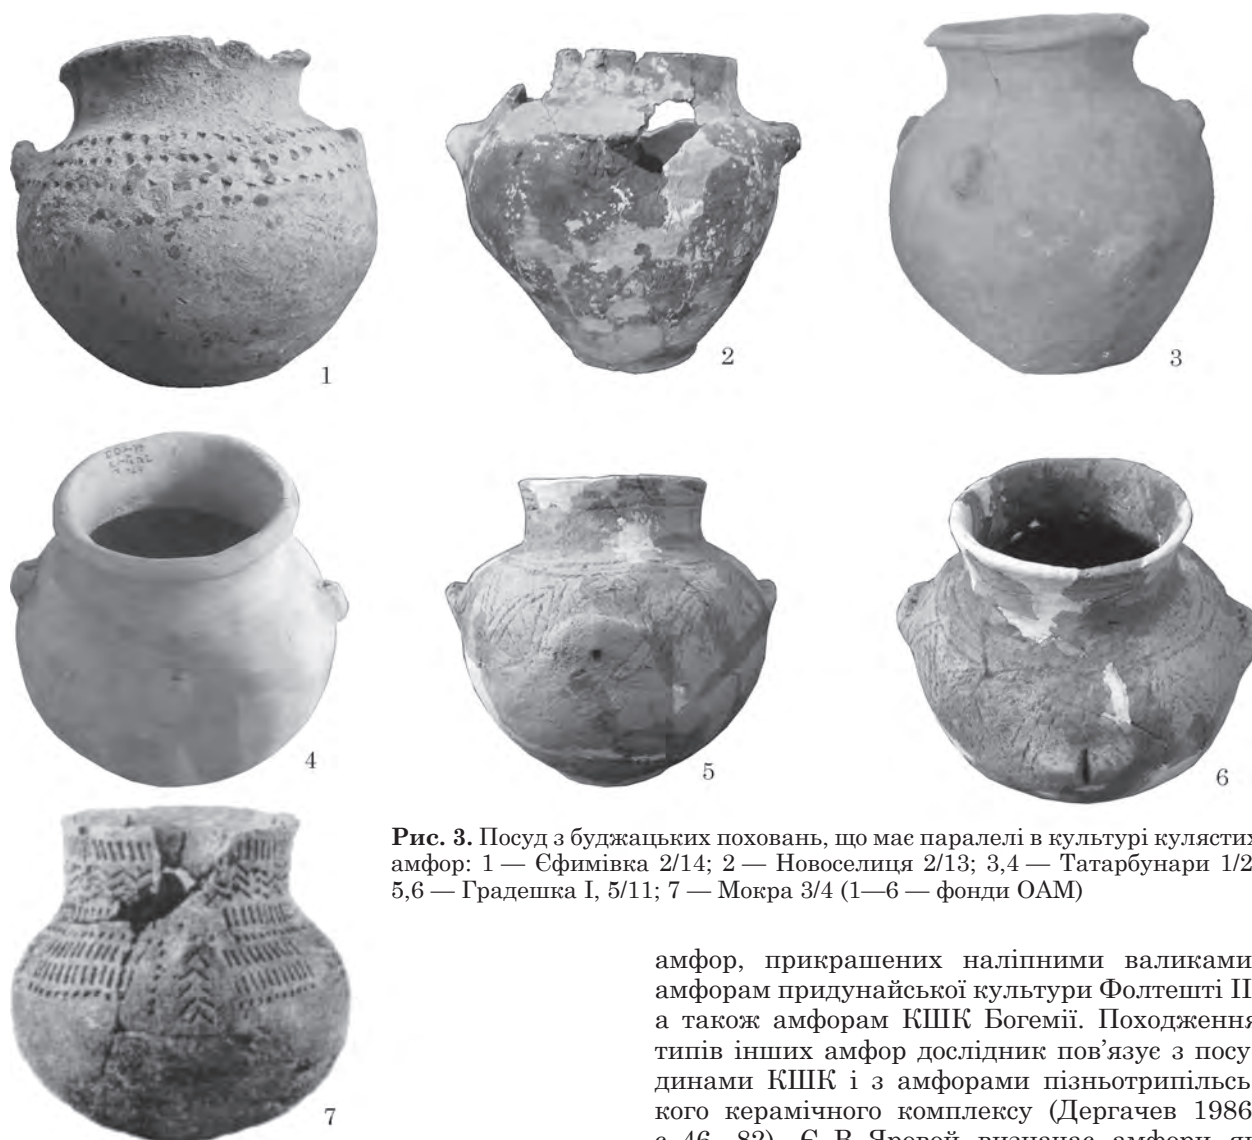 1
2
3
4
5
6
7
Рис. 3. Посуд з буджацьких поховань, що має паралелі в культурі кулястих
амфор: 1 — Єфимівка 2/14; 2 — Новоселиця 2/13; 3,4 — Татарбунари 1/2
5,6 — Градешка I, 5/11; 7 — Мокра 3/4 (1—6 — фонди ОАМ)
амфор, прикрашених наліпними валиками
амфорам придунайської культури Фолтешті II
а також амфорам КШК Богемії. Походження
типів інших амфор дослідник пов’язує з посу
динами КШК і з амфорами пізньотрипільсь
кого керамічного комплексу (Дергачев 1986